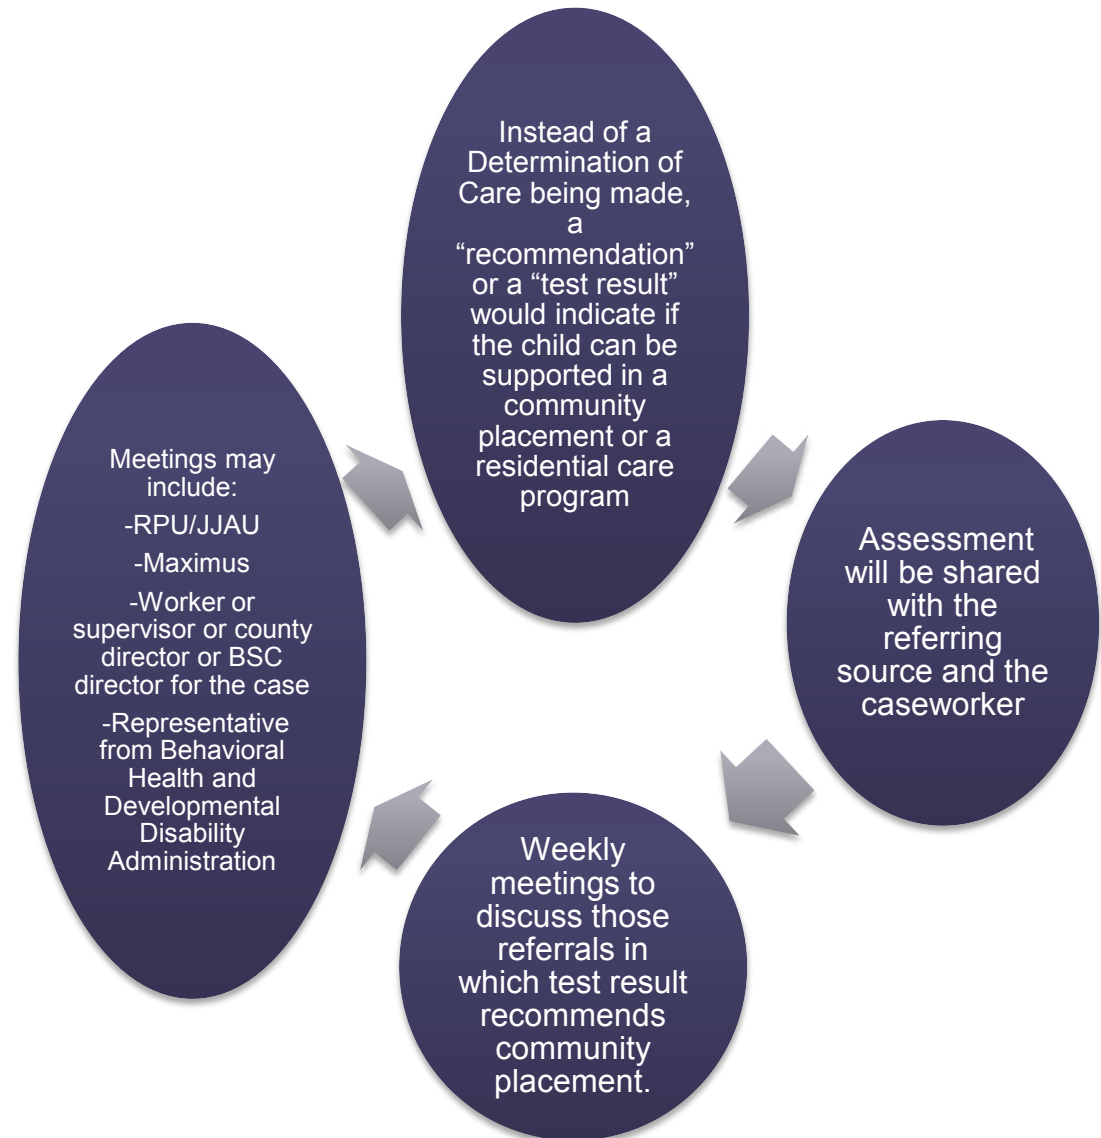 Instead of a
Determination of
Care being made,
a
“recommendation”
or a “test result”
would indicate if
the child can be
supported in a
community
placement or a
residential care
program
Assessment
will be shared
with the
referring
source and the
caseworker
Weekly
meetings to
discuss those
referrals in
which test result
recommends
community
placement.
Meetings may
include:
-RPU/JJAU
-Maximus
-Worker or
supervisor or county
director or BSC
director for the case
-Representative
from Behavioral
Health and
Developmental
Disability
Administration